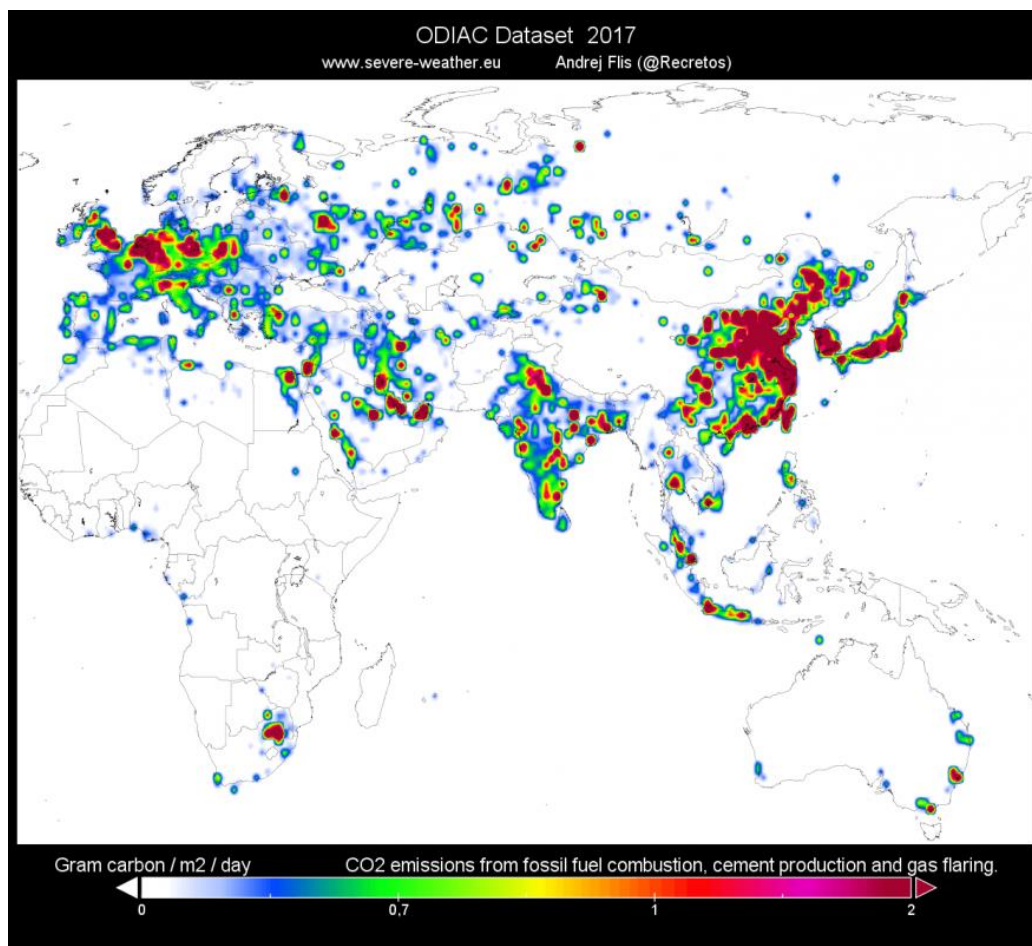 ODIAC Dataset 2017
www.severe-weather.eu Andrej Flis (@Recretos)
Gram carbon / m2 / day CO2 emissions from fossil fuel combustion, cement production and gas flaring.
0 0,7 1 2